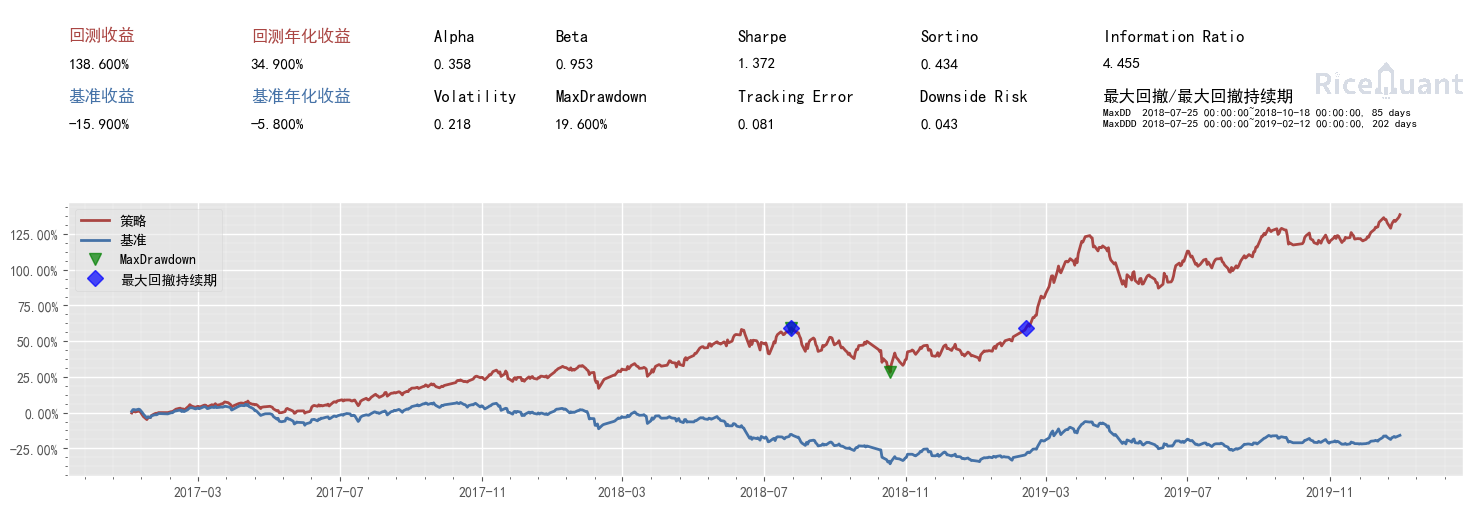 回测收益 回测年化收益 Alpha Beta Sharpe Sortino Information Ratio
138.600% 34.900% 0.358 0.953 1.372 0.434 4.455
RiceQuant
基准收益 基准年化收益 Volatility MaxDrawdown Tracking Error Downside Risk 最大回撤/最大回撤持续期
-15.900% -5.800% 0.218 19.600% 0.081 0.043
MaxDD 2018-07-25 00:00:00~2018-10-18 00:00:00, 85 days
MaxDDD 2018-07-25 00:00:00~2019-02-12 00:00:00, 202 days
策略
基准
MaxDrawdown
最大回撤持续期
125.00%
100.00%
75.00%
50.00%
25.00%
0.00%
-25.00%
2017-03 2017-07 2017-11 2018-03 2018-07 2018-11 2019-03 2019-07 2019-11